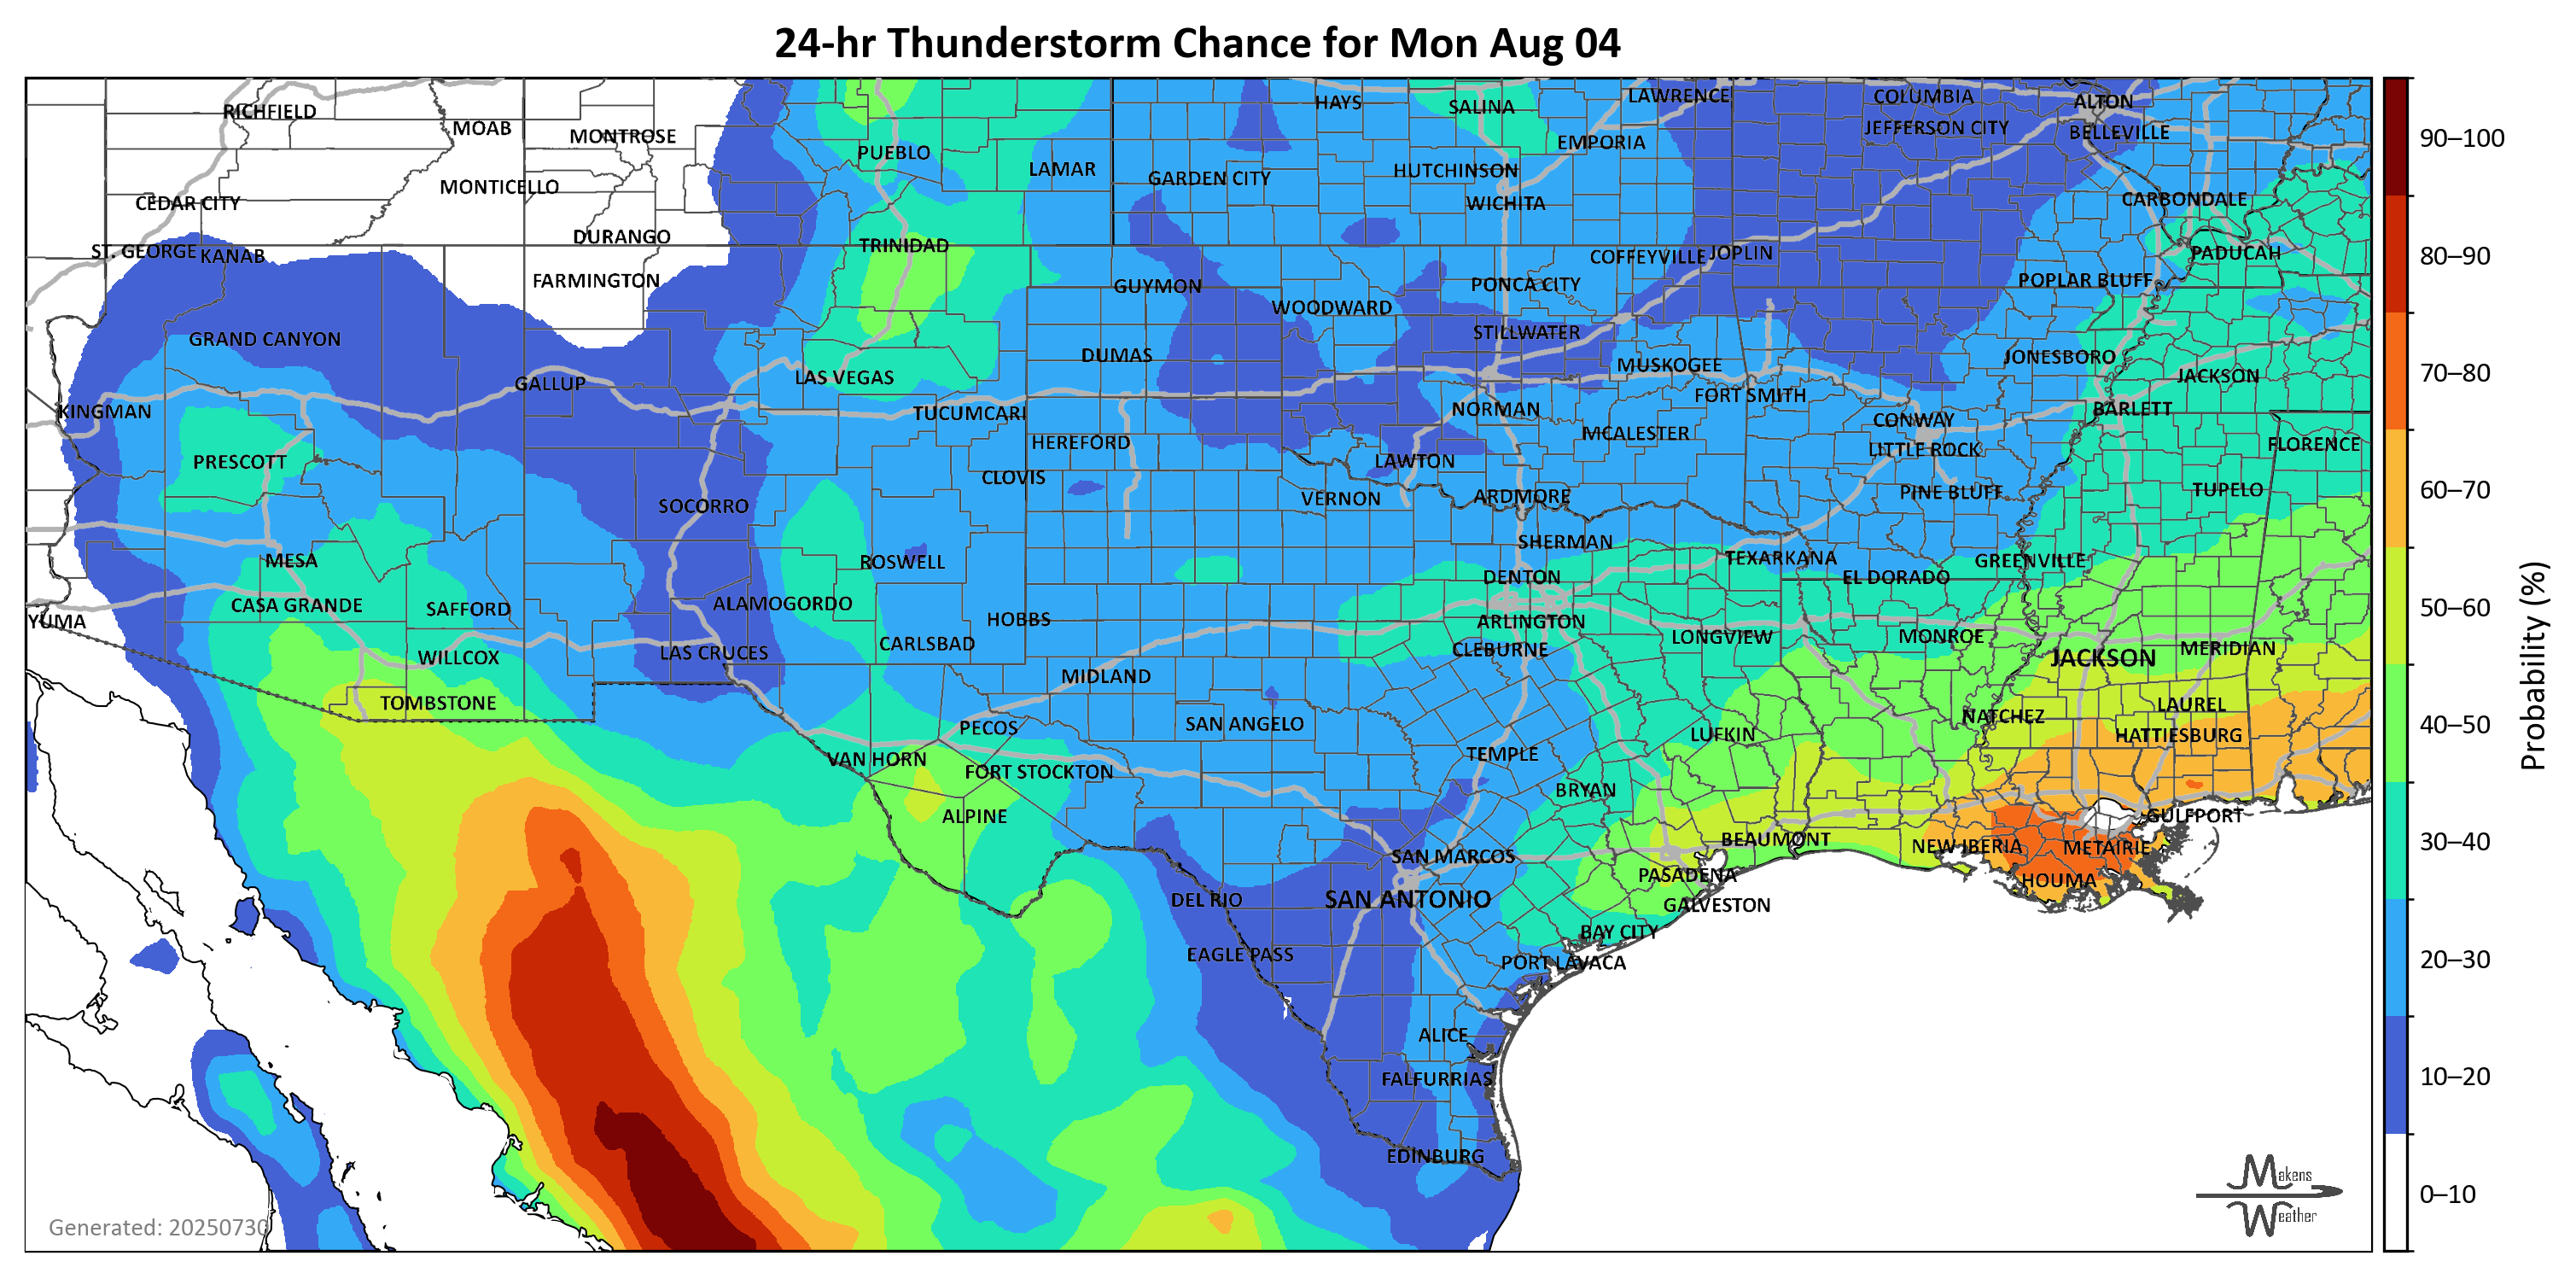 24-hr Thunderstorm Chance for Mon Aug 04
RICHFIELD
MOAB
MONTROSE
PUEBLO
LAMAR
HAYS
SALINA
LAWRENCE
COLUMBIA
ALTON
JEFFERSON CITY
BELLEVILLE
EMPORIA
HUTCHINSON
GARDEN CITY
MONTICELLO
CEDAR CITY
WICHITA
CARBONDALE
DURANGO
TRINIDAD
ST. GEORGE
KANAB
COFFEYVILLE
JOPLIN
PADUCAH
FARMINGTON
GUYMON
PONCA CITY
POPLAR BLUFF
WOODWARD
STILLWATER
GRAND CANYON
DUMAS
MUSKOGEE
JONESBORO
LAS VEGAS
GALLUP
JACKSON
FORT SMITH
KINGMAN
TUCUMCARI
NORMAN
BARLETT
CONWAY
HEREFORD
MCALESTER
LITTLE ROCK
FLORENCE
PRESCOTT
LAWTON
CLOVIS
VERNON
ARDMORE
PINE BLUFF
TUPELO
SOCORRO
SHERMAN
MESA
ROSWELL
TEXARKANA
GREENVILLE
DENTON
EL DORADO
CASA GRANDE
SAFFORD
ALAMOGORDO
YUMA
HOBBS
ARLINGTON
LONGVIEW
MONROE
CARLSBAD
CLEBURNE
MERIDIAN
WILLCOX
LAS CRUCES
JACKSON
MIDLAND
TOMBSTONE
LAUREL
NATCHEZ
PECOS
SAN ANGELO
LUFKIN
HATTIESBURG
VAN HORN
TEMPLE
FORT STOCKTON
BRYAN
ALPINE
GULFPORT
BEAUMONT
NEW IBERIA
METAIRIE
SAN MARCOS
PASADENA
HOUMA
DEL RIO
SAN ANTONIO
GALVESTON
BAY CITY
EAGLE PASS
PORT LAVACA
ALICE
FALFURRIAS
EDINBURG
Generated: 20250730
Makens
Weather
90–100
80–90
70–80
60–70
50–60
40–50
30–40
20–30
10–20
0–10
Probability (%)